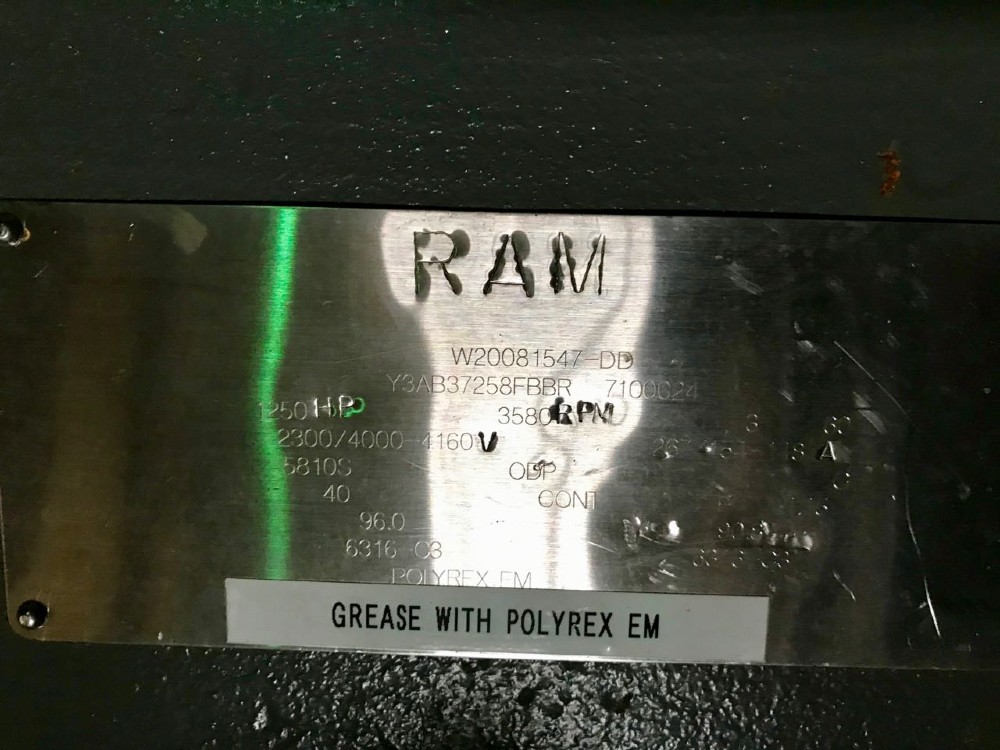 RAM
W20081547-DD
Y3AB37258FBBR 7100024
1250 HP 3580 RPM 3 60
2300/4000-4160 V A
5810S ODP C
40 CONT
96.0
6316 C3
POLYREX EM
GREASE WITH POLYREX EM